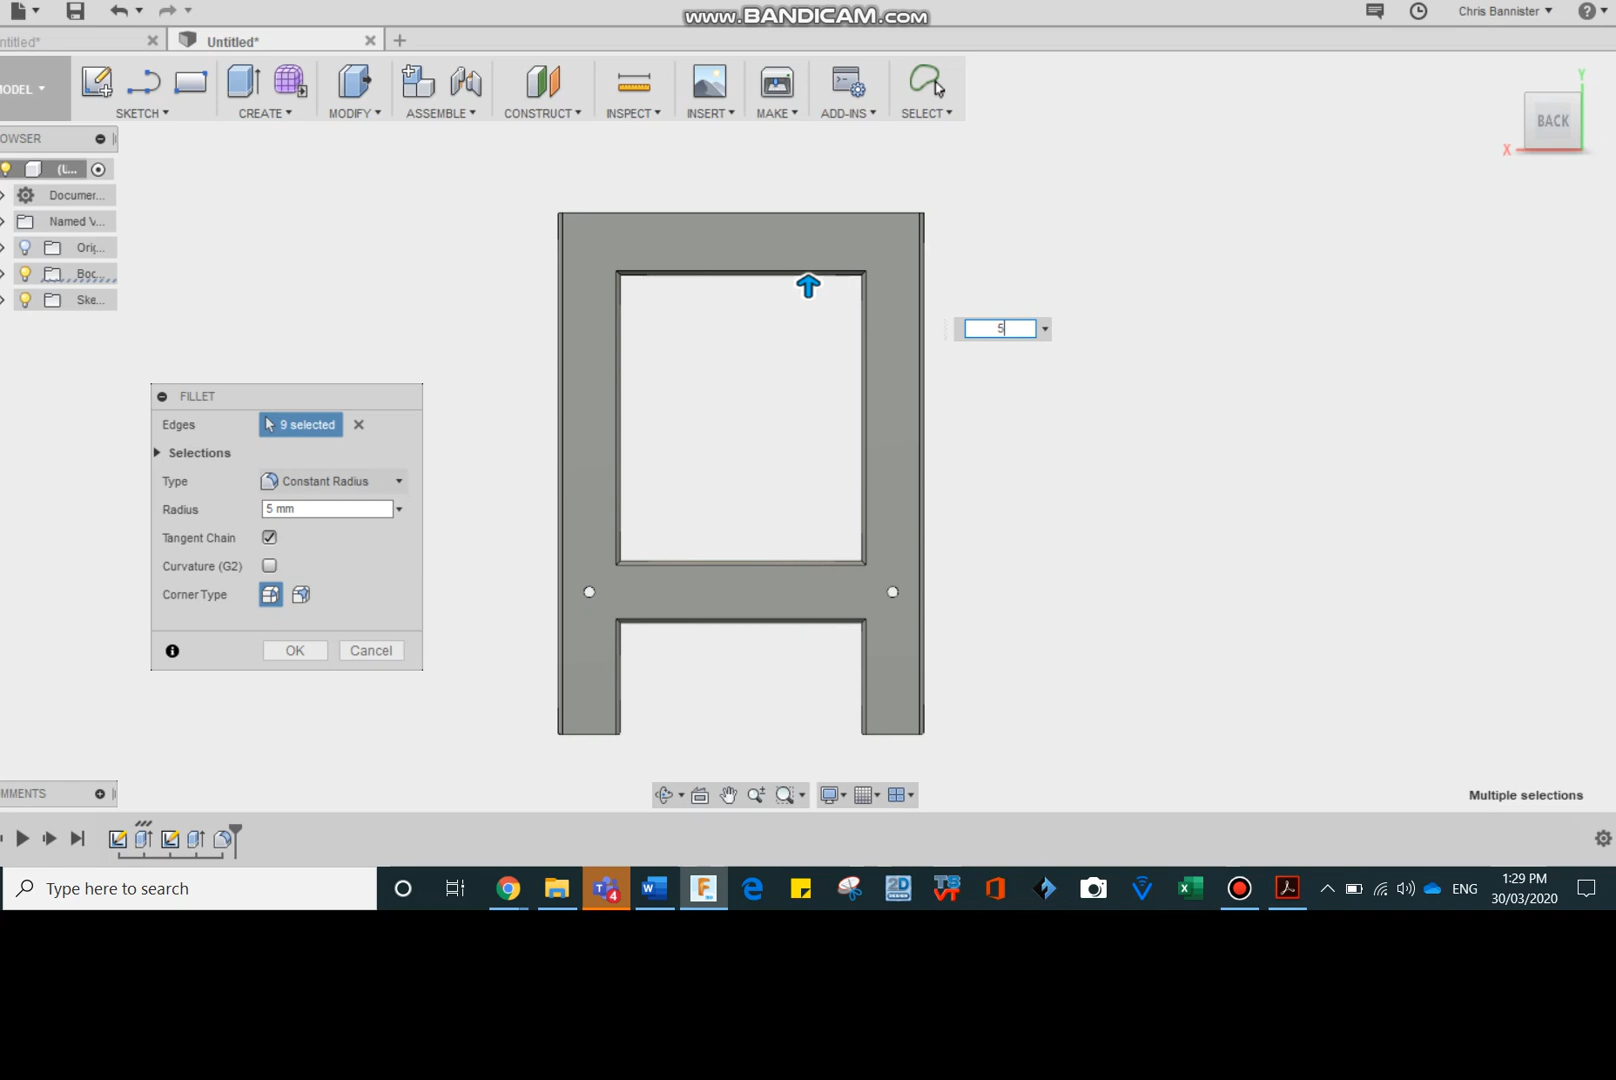 www.BANDICAM.com
Chris Bannister
ntitled*
Untitled*
MODEL
SKETCH
CREATE
MODIFY
ASSEMBLE
CONSTRUCT
INSPECT
INSERT
MAKE
ADD-INS
SELECT
Y
BACK
X
OWSER
(U...
Documer...
Named V...
Orig...
Boc...
Ske...
5
FILLET
Edges
9 selected
Selections
Type
Constant Radius
Radius
5 mm
Tangent Chain
Curvature (G2)
Corner Type
OK
Cancel
MMENTS
Multiple selections
Type here to search
4
ENG
1:29 PM
30/03/2020